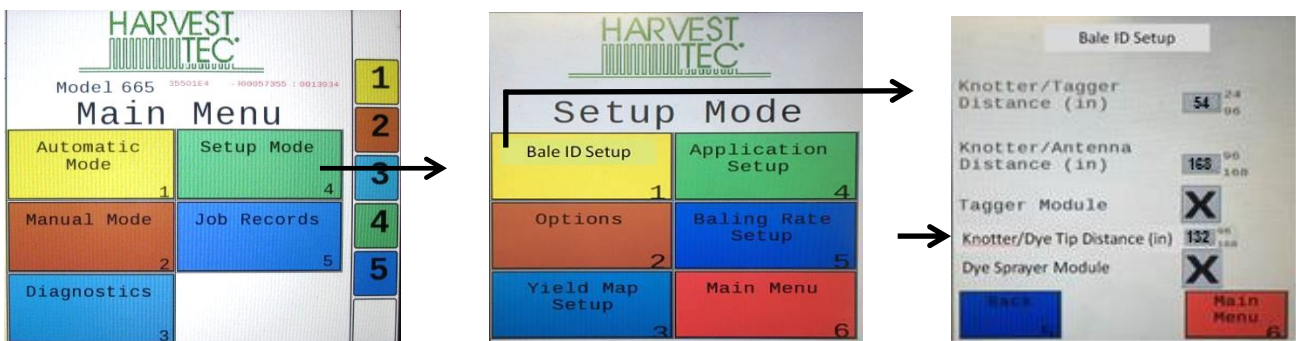 HARVEST
TEC
Model 665
Main Menu
Automatic
Mode
1
Setup Mode
4
Manual Mode
2
Job Records
5
Diagnostics
3
1
2
3
4
5
HARVEST
TEC
Setup Mode
Bale ID Setup
1
Application
Setup
4
Options
2
Baling Rate
Setup
5
Yield Map
Setup
3
Main Menu
6
Bale ID Setup
Knotter/Tagger
Distance (in)
54
24
96
Knotter/Antenna
Distance (in)
168
96
168
Tagger Module
X
Knotter/Dye Tip Distance (in)
132
96
168
Dye Sprayer Module
X
Back
5
Main
Menu
6